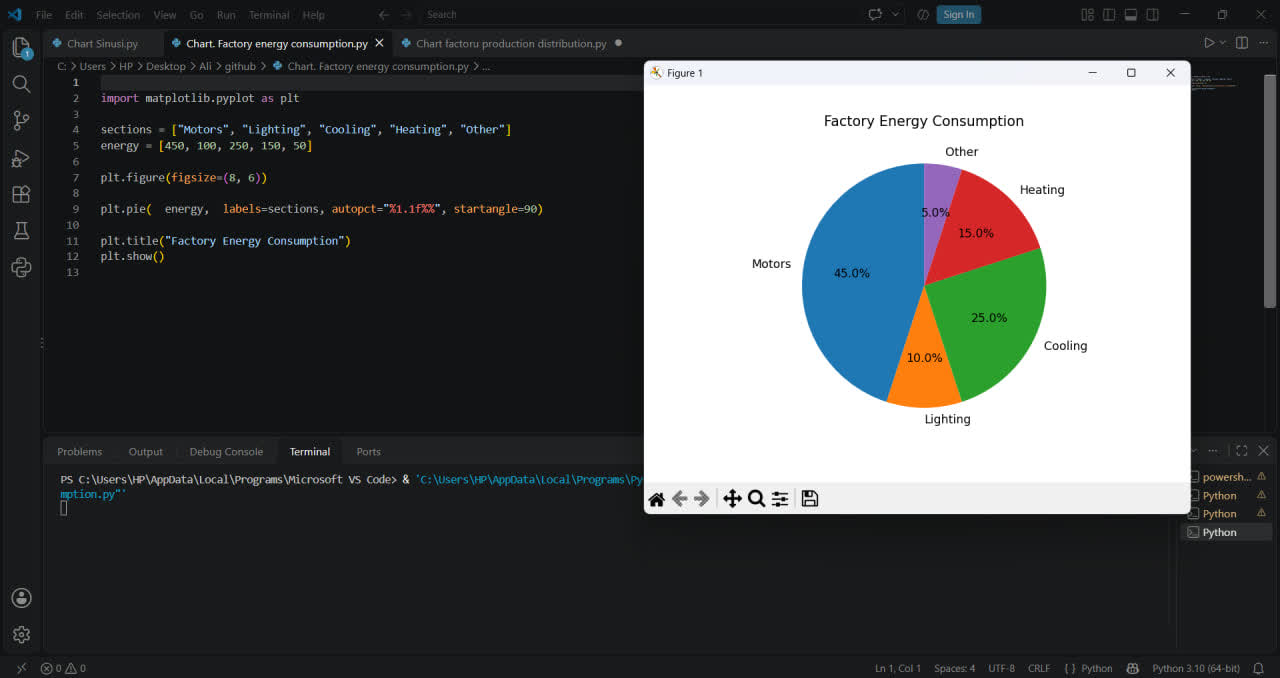 File Edit Selection View Go Run Terminal Help Search Sign In
Chart Sinusi.py Chart. Factory energy consumption.py Chart factoru production distribution.py
C: > Users > HP > Desktop > Ali > github > Chart. Factory energy consumption.py > ...
1
2 import matplotlib.pyplot as plt
3
4 sections = ["Motors", "Lighting", "Cooling", "Heating", "Other"]
5 energy = [450, 100, 250, 150, 50]
6
7 plt.figure(figsize=(8, 6))
8
9 plt.pie(  energy,  labels=sections, autopct="%1.1f%%", startangle=90)
10
11 plt.title("Factory Energy Consumption")
12 plt.show()
13
Figure 1
Factory Energy Consumption
Other
Heating
5.0%
15.0%
Motors
45.0%
25.0%
Cooling
10.0%
Lighting
Problems Output Debug Console Terminal Ports
PS C:\Users\HP\AppData\Local\Programs\Microsoft VS Code> & 'C:\Users\HP\AppData\Local\Programs\Py
mption.py"'
powersh...
Python
Python
Python
1
0 0 Ln 1, Col 1 Spaces: 4 UTF-8 CRLF { } Python Python 3.10 (64-bit)